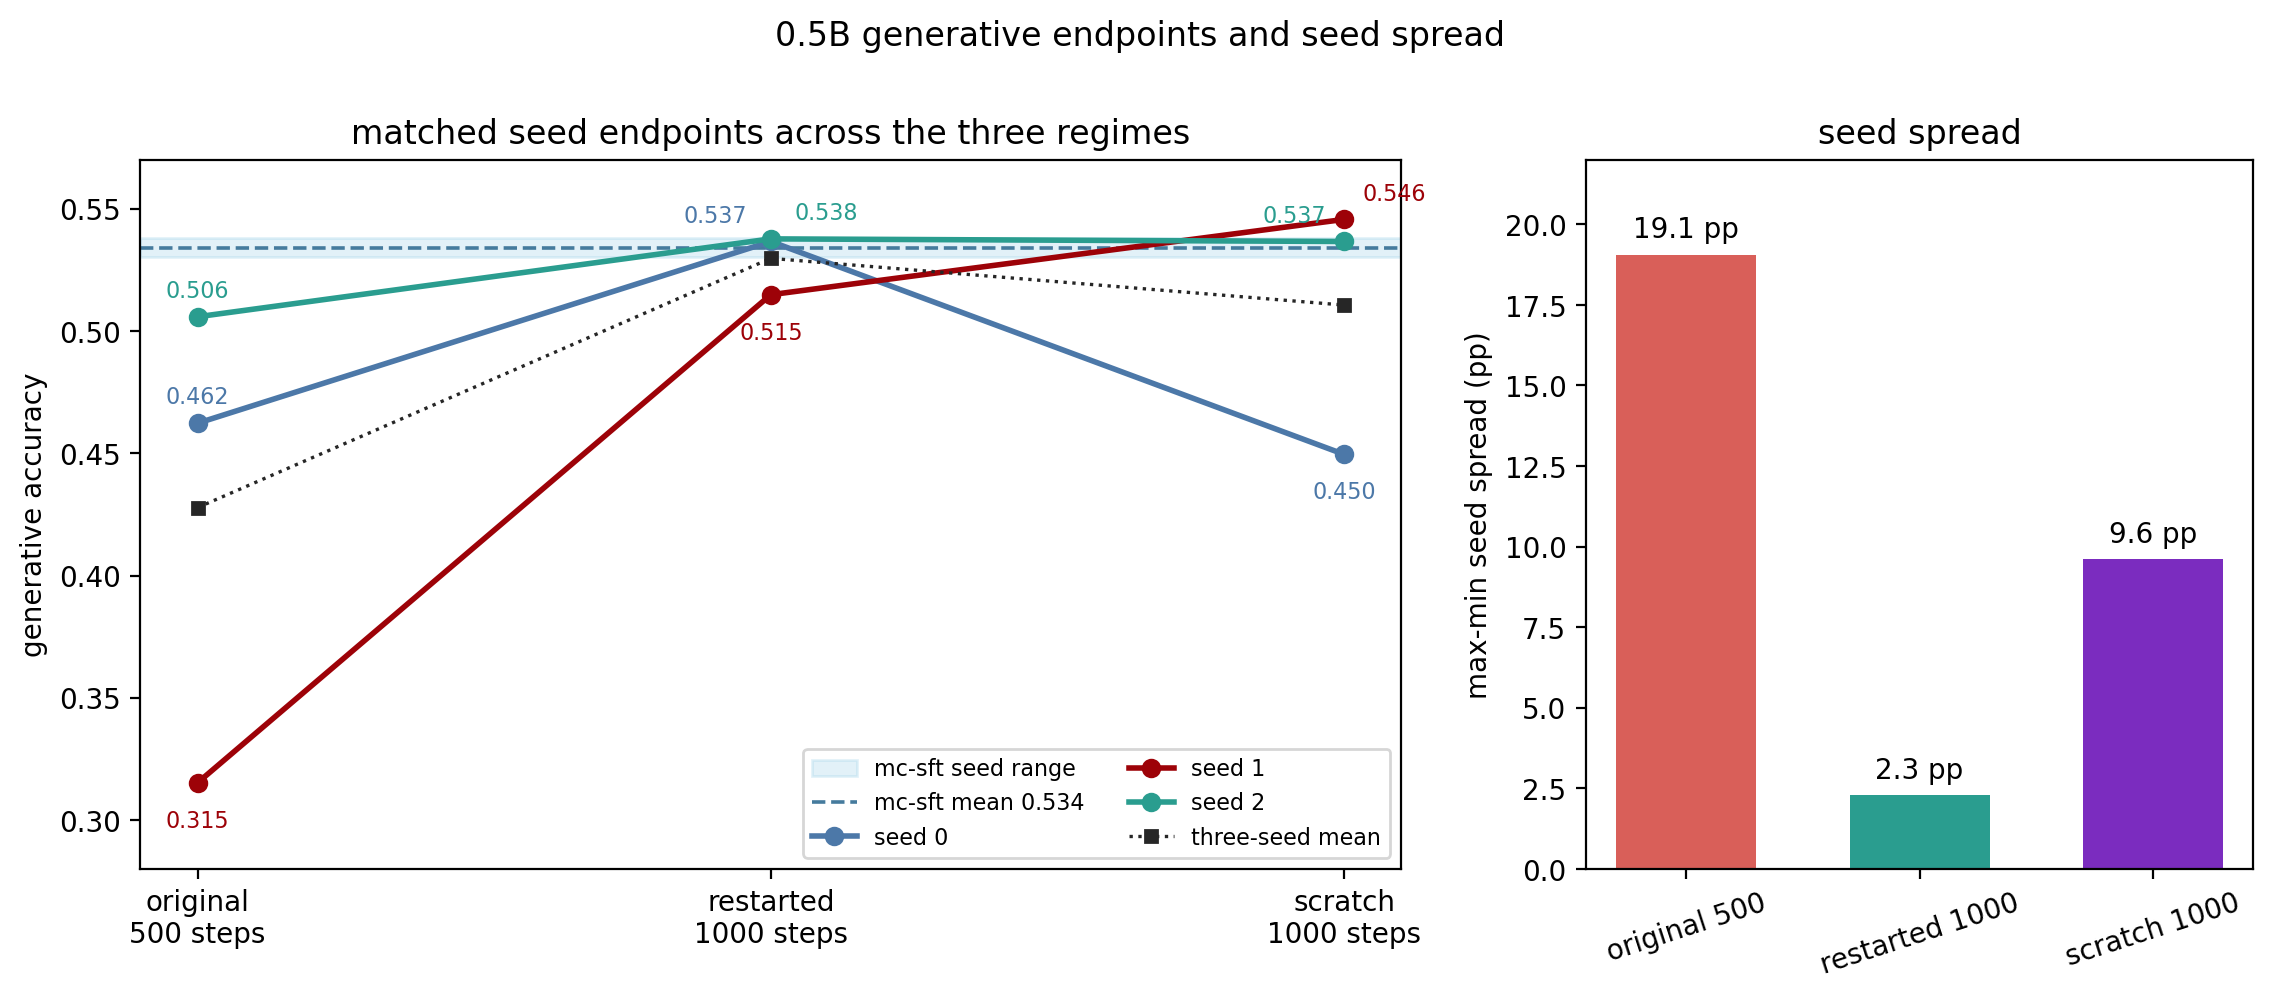 0.5B generative endpoints and seed spread
matched seed endpoints across the three regimes
generative accuracy
0.55
0.50
0.45
0.40
0.35
0.30
0.506
0.462
0.315
0.537
0.538
0.515
0.537
0.546
0.450
mc-sft seed range
mc-sft mean 0.534
seed 0
seed 1
seed 2
three-seed mean
original
500 steps
restarted
1000 steps
scratch
1000 steps
seed spread
max-min seed spread (pp)
20.0
17.5
15.0
12.5
10.0
7.5
5.0
2.5
0.0
19.1 pp
2.3 pp
9.6 pp
original 500
restarted 1000
scratch 1000